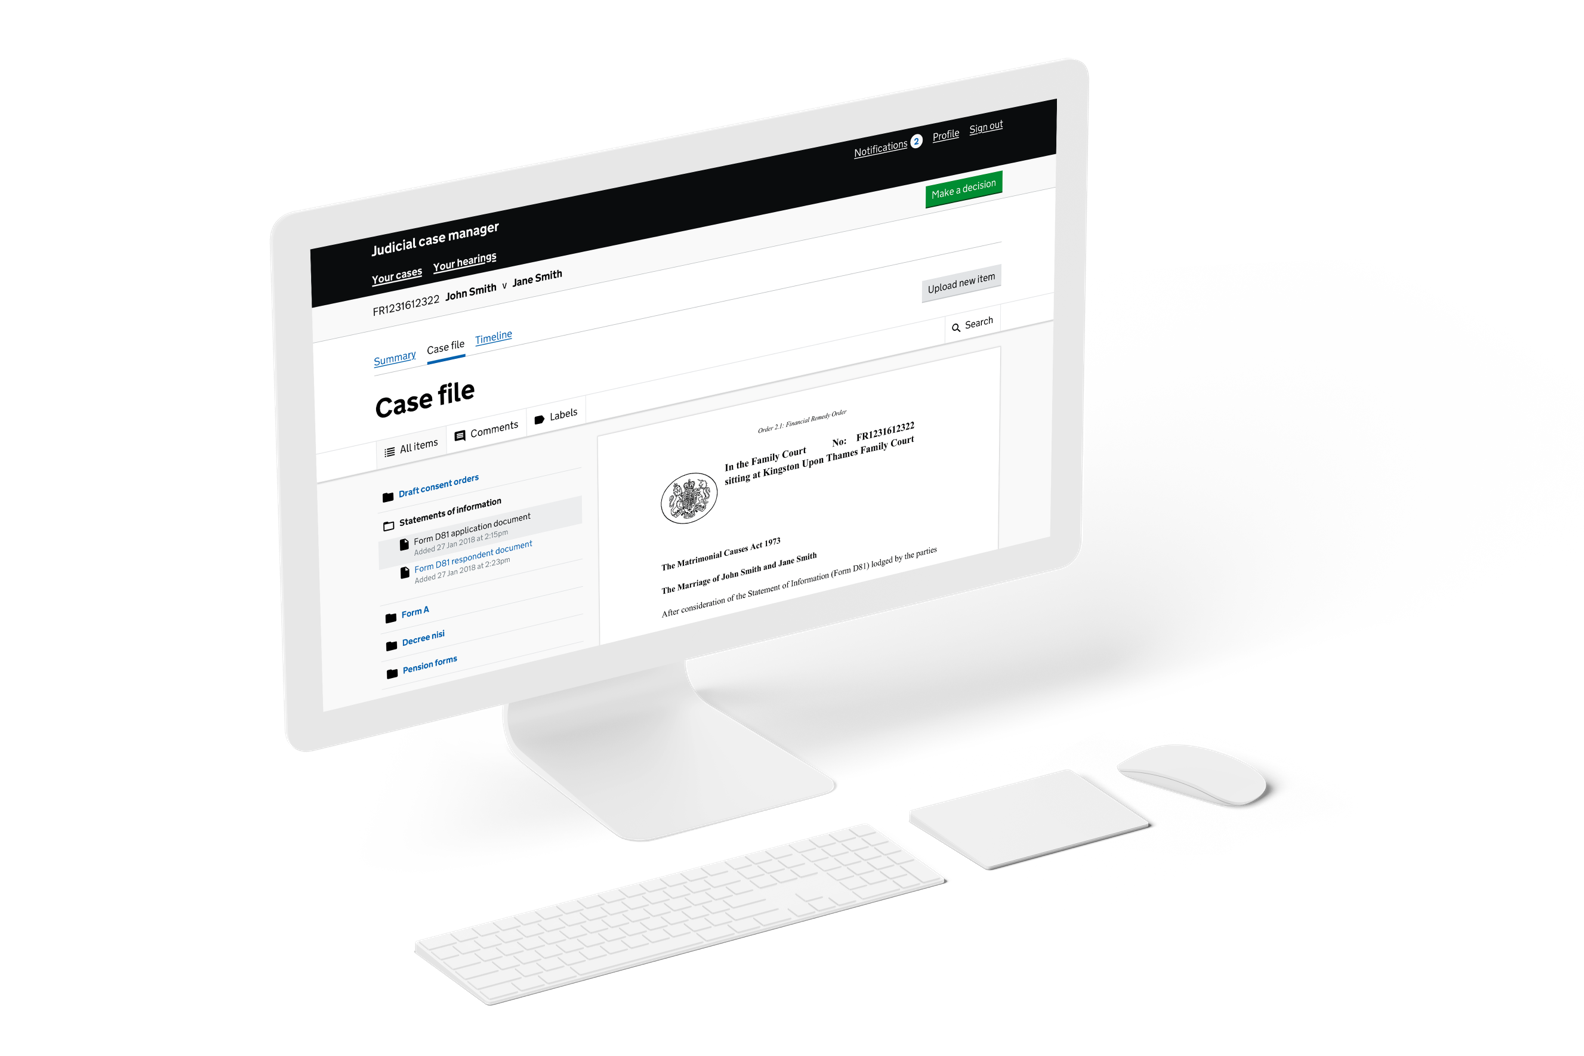 Notifications 2 Profile Sign out
Judicial case manager
Your cases Your hearings
FR1231612322 John Smith v Jane Smith
Make a decision
Summary Case file Timeline
Upload new item
Case file
All items Comments Labels
Search
Draft consent orders
Statements of information
Form D81 application document
Added 27 Jan 2018 at 2:15pm
Form D81 respondent document
Added 27 Jan 2018 at 2:23pm
Form A
Decree nisi
Pension forms
Order 2.1: Financial Remedy Order
In the Family Court No: FR1231612322
sitting at Kingston Upon Thames Family Court
The Matrimonial Causes Act 1973
The Marriage of John Smith and Jane Smith
After consideration of the Statement of Information (Form D81) lodged by the parties